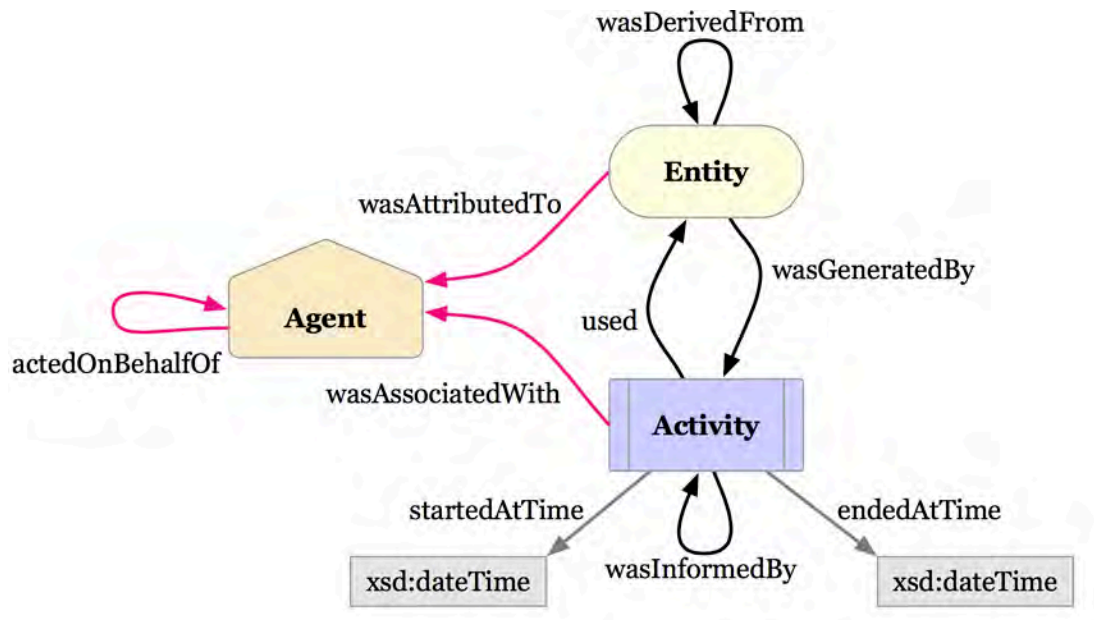 wasDerivedFrom
Entity
wasAttributedTo
wasGeneratedBy
Agent
used
actedOnBehalfOf
wasAssociatedWith
Activity
startedAtTime
endedAtTime
wasInformedBy
xsd:dateTime
xsd:dateTime